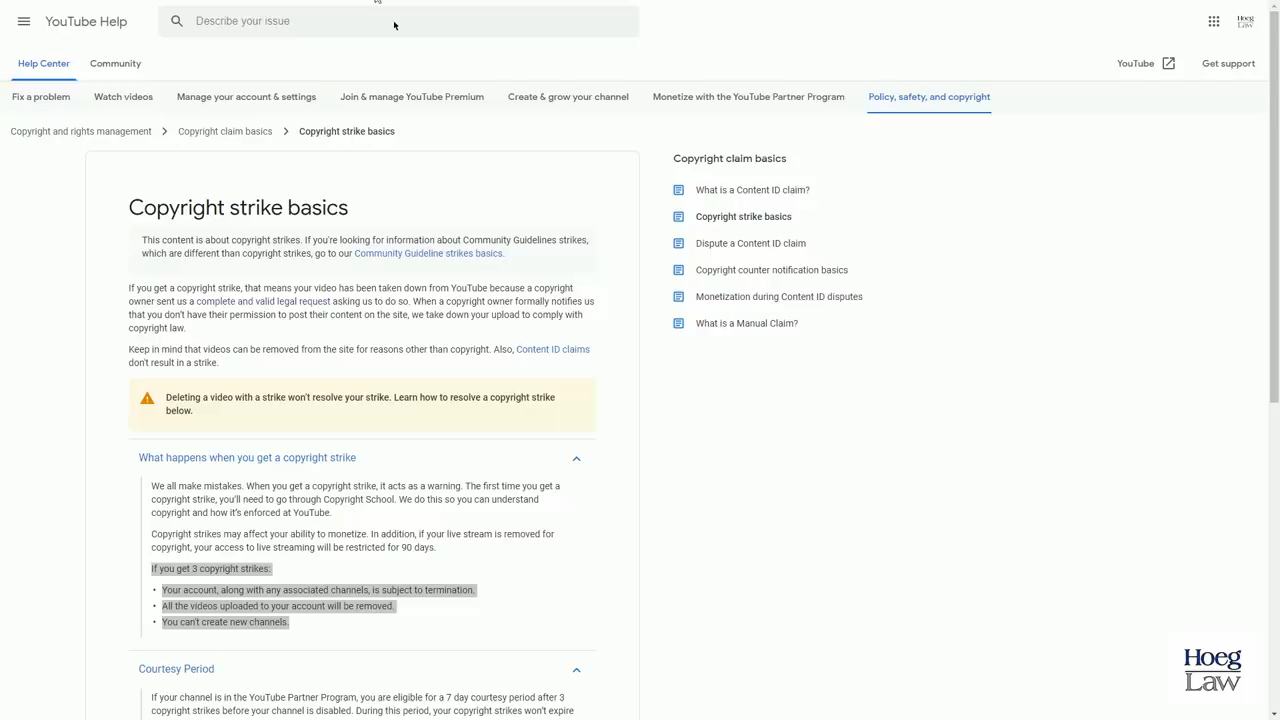 YouTube Help
Describe your issue
Hoeg
Law
Help Center
Community
YouTube
Get support
Fix a problem
Watch videos
Manage your account & settings
Join & manage YouTube Premium
Create & grow your channel
Monetize with the YouTube Partner Program
Policy, safety, and copyright
Copyright and rights management
Copyright claim basics
Copyright strike basics
Copyright strike basics
This content is about copyright strikes. If you're looking for information about Community Guidelines strikes,
which are different than copyright strikes, go to our Community Guideline strikes basics.
If you get a copyright strike, that means your video has been taken down from YouTube because a copyright
owner sent us a complete and valid legal request asking us to do so. When a copyright owner formally notifies us
that you don't have their permission to post their content on the site, we take down your upload to comply with
copyright law.
Keep in mind that videos can be removed from the site for reasons other than copyright. Also, Content ID claims
don't result in a strike.
Deleting a video with a strike won't resolve your strike. Learn how to resolve a copyright strike
below.
What happens when you get a copyright strike
We all make mistakes. When you get a copyright strike, it acts as a warning. The first time you get a
copyright strike, you'll need to go through Copyright School. We do this so you can understand
copyright and how it's enforced at YouTube.
Copyright strikes may affect your ability to monetize. In addition, if your live stream is removed for
copyright, your access to live streaming will be restricted for 90 days.
If you get 3 copyright strikes:
• Your account, along with any associated channels, is subject to termination.
• All the videos uploaded to your account will be removed.
• You can't create new channels.
Courtesy Period
If your channel is in the YouTube Partner Program, you are eligible for a 7 day courtesy period after 3
copyright strikes before your channel is disabled. During this period, your copyright strikes won't expire
Copyright claim basics
What is a Content ID claim?
Copyright strike basics
Dispute a Content ID claim
Copyright counter notification basics
Monetization during Content ID disputes
What is a Manual Claim?
Hoeg
Law